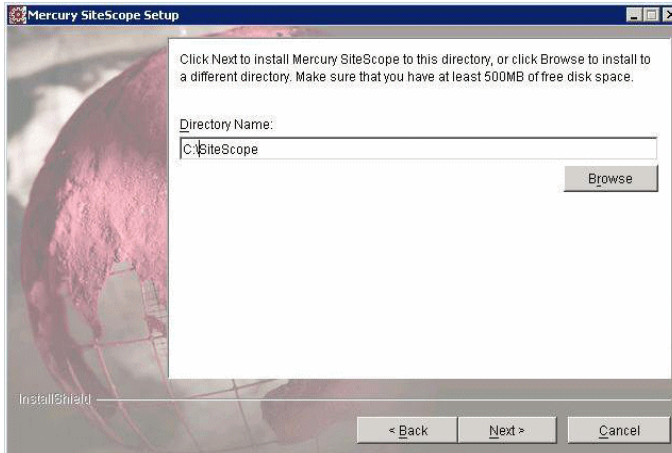 Mercury SiteScope Setup
Click Next to install Mercury SiteScope to this directory, or click Browse to install to
a different directory. Make sure that you have at least 500MB of free disk space.
Directory Name:
C:\SiteScope
Browse
InstallShield
< Back
Next >
Cancel